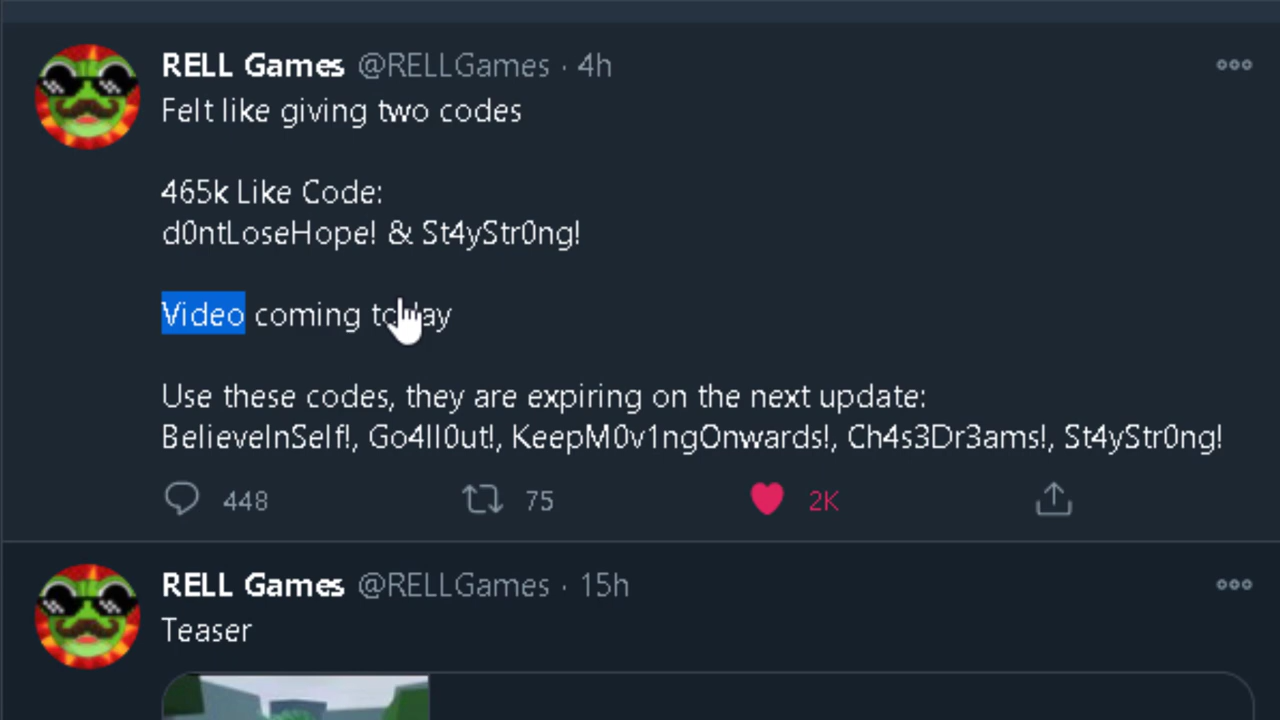 RELL Games @RELLGames · 4h
Felt like giving two codes
465k Like Code:
d0ntLoseHope! & St4yStr0ng!
Video coming today
Use these codes, they are expiring on the next update:
BelieveInSelf!, Go4ll0ut!, KeepM0v1ngOnwards!, Ch4s3Dr3ams!, St4yStr0ng!
448 75 2K
RELL Games @RELLGames · 15h
Teaser